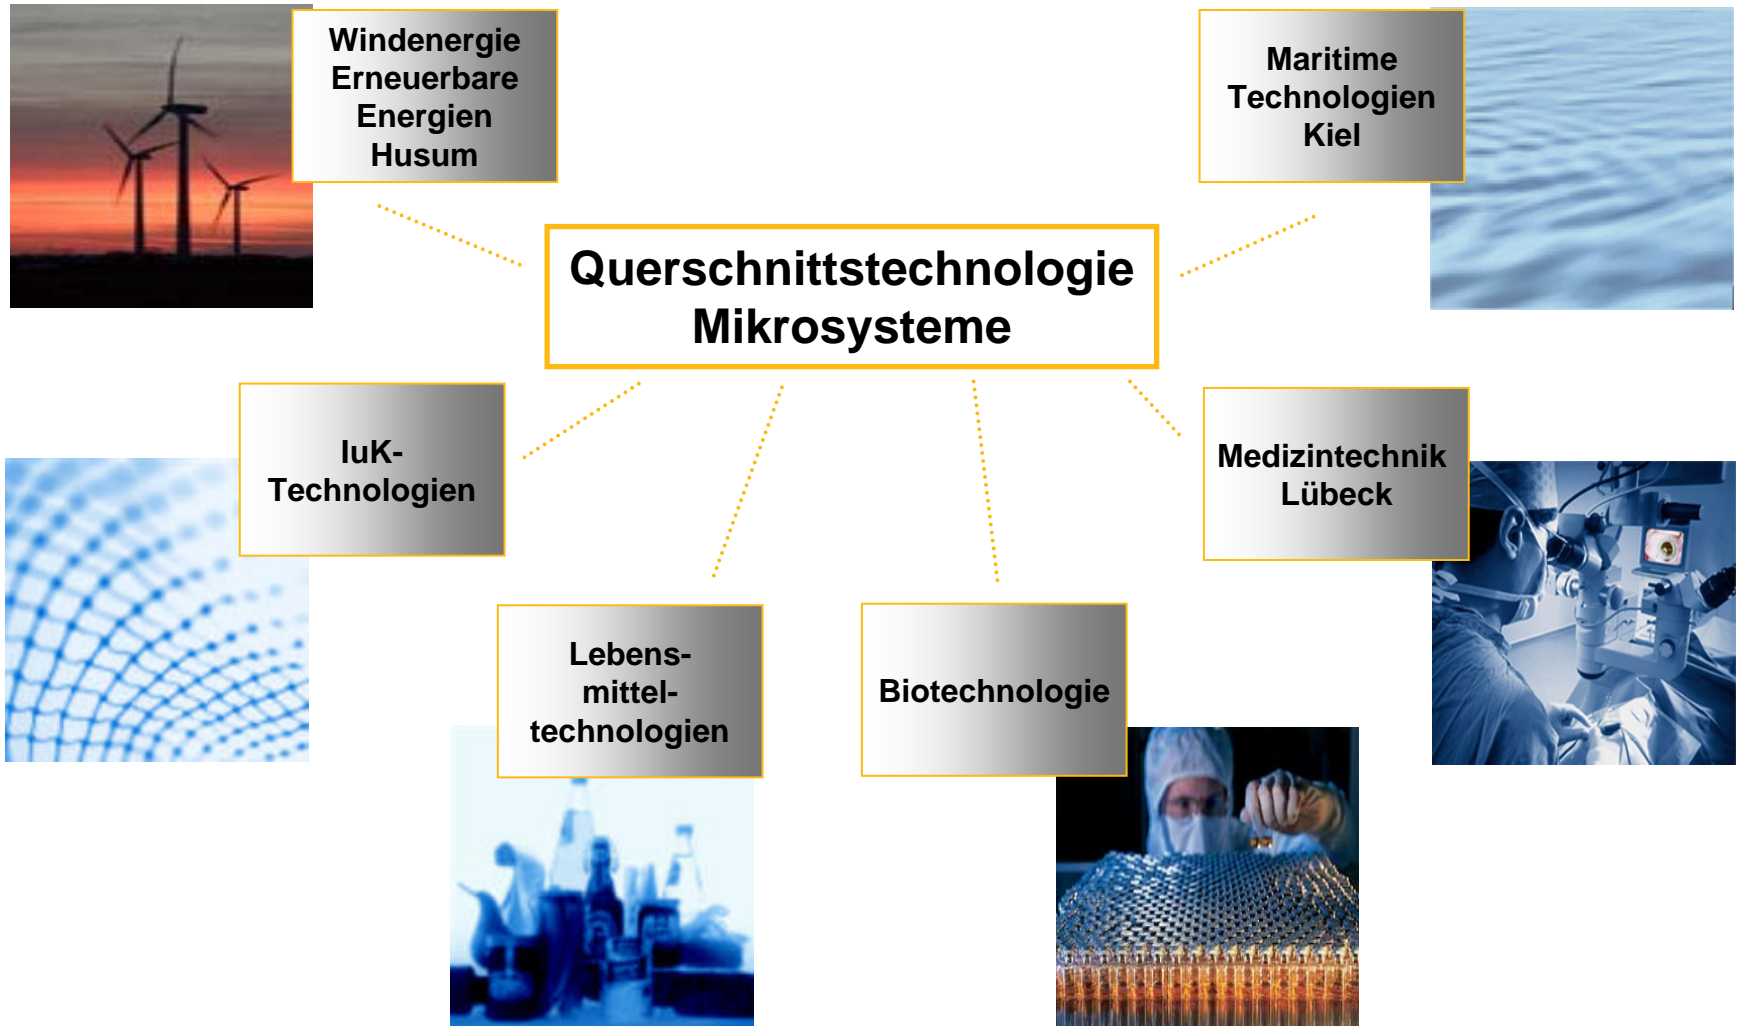 Windenergie
Erneuerbare
Energien
Husum
Maritime
Technologien
Kiel
Querschnittstechnologie
Mikrosysteme
IuK-
Technologien
Medizintechnik
Lübeck
Lebens-
mittel-
technologien
Biotechnologie